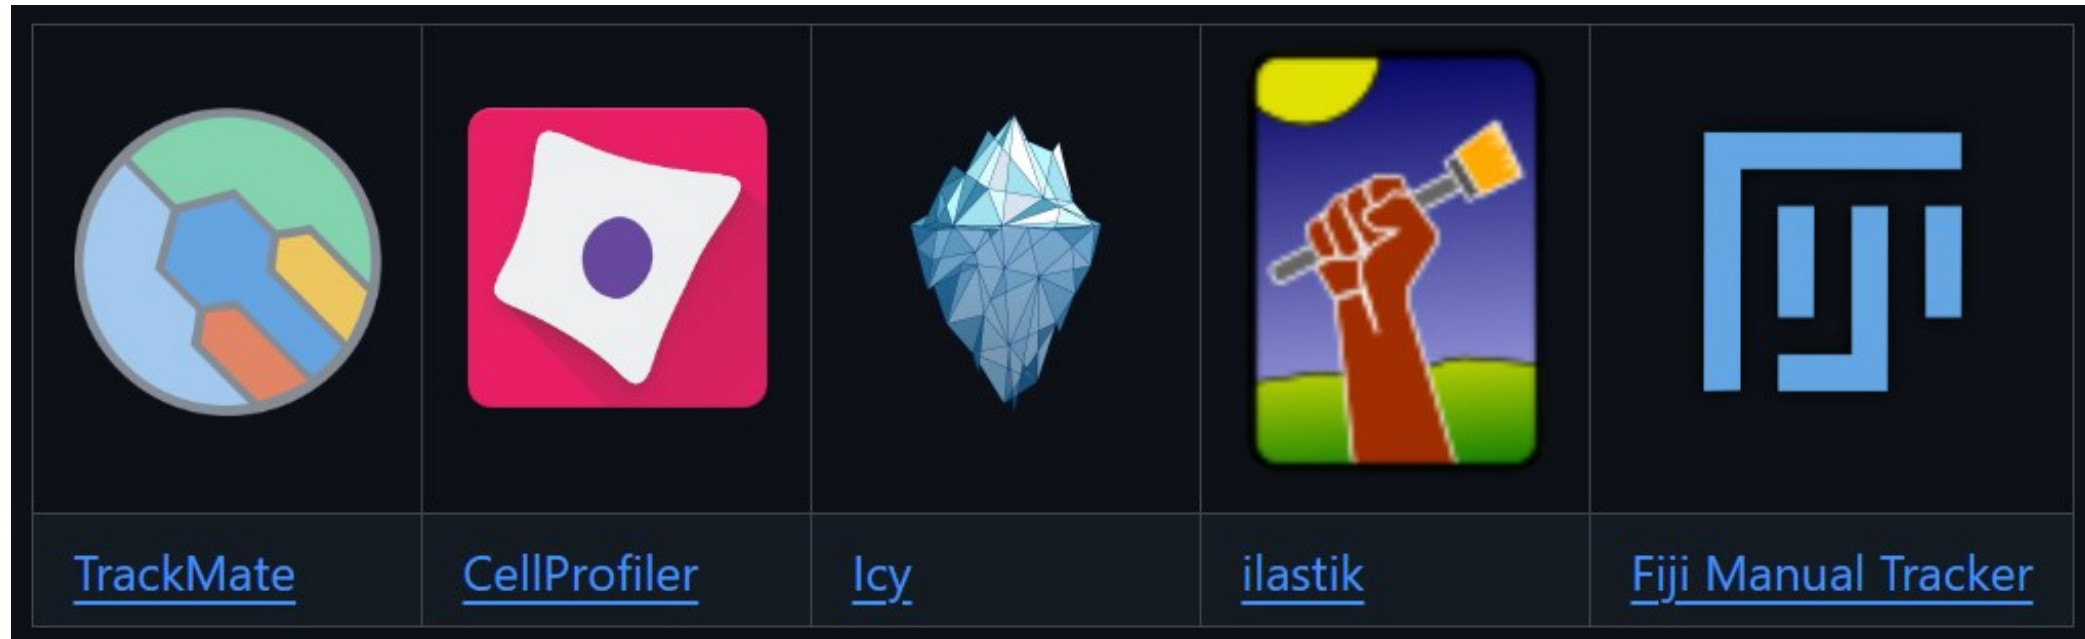 TrackMate
CellProfiler
Icy
ilastik
Fiji Manual Tracker